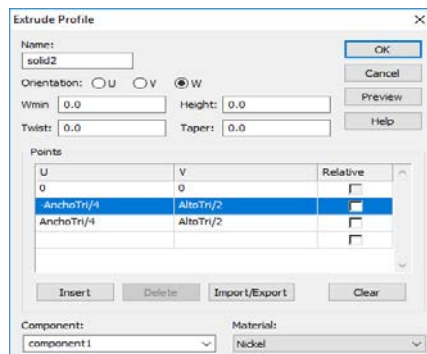 Extrude Profile
Name:
solid2
OK
Cancel
Orientation: U V W
Preview
Wmin 0.0 Height: 0.0
Help
Twist: 0.0 Taper: 0.0
Points
U V Relative
0 0
-AnchoTri/4 AltoTri/2
AnchoTri/4 AltoTri/2
Insert Delete Import/Export Clear
Component: Material:
component1 Nickel